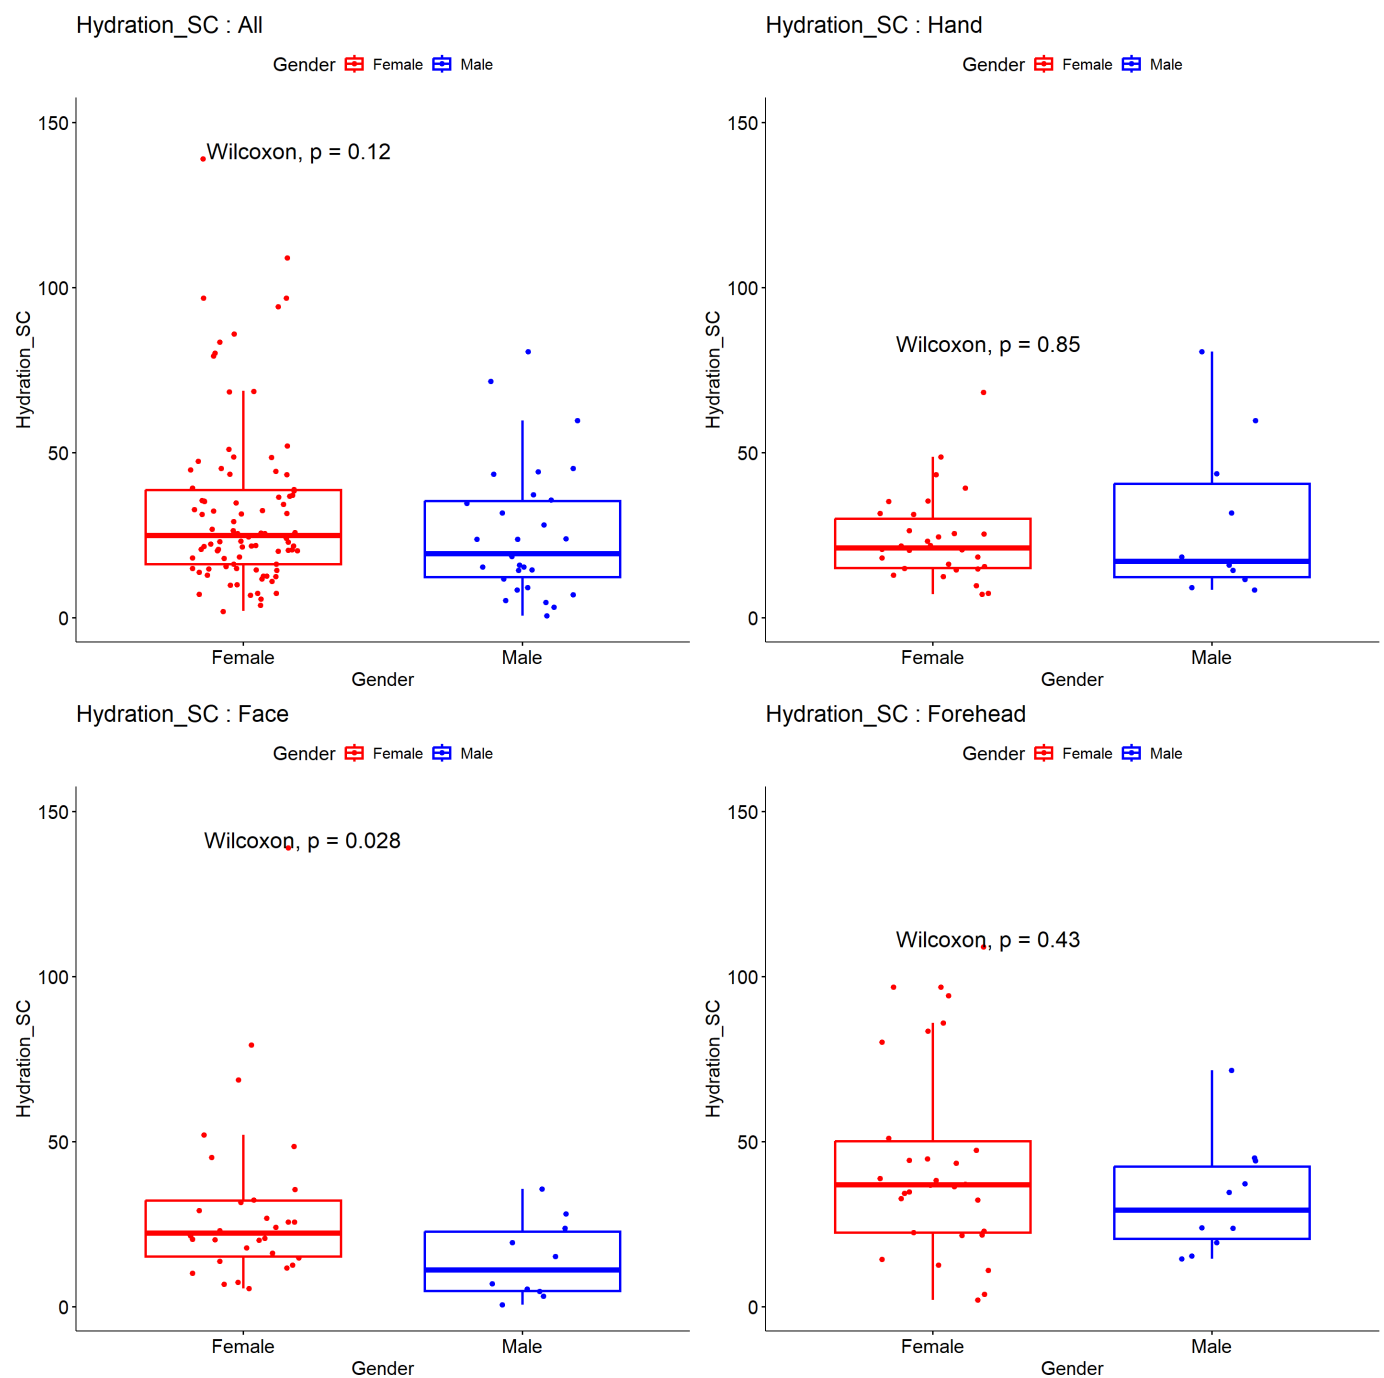 Hydration_SC : All
Gender Female Male
150
Wilcoxon, p = 0.12
100
Hydration_SC
50
0
Female Male
Gender
Hydration_SC : Hand
Gender Female Male
150
100
Wilcoxon, p = 0.85
Hydration_SC
50
0
Female Male
Gender
Hydration_SC : Face
Gender Female Male
150
Wilcoxon, p = 0.028
100
Hydration_SC
50
0
Female Male
Gender
Hydration_SC : Forehead
Gender Female Male
150
Wilcoxon, p = 0.43
100
Hydration_SC
50
0
Female Male
Gender